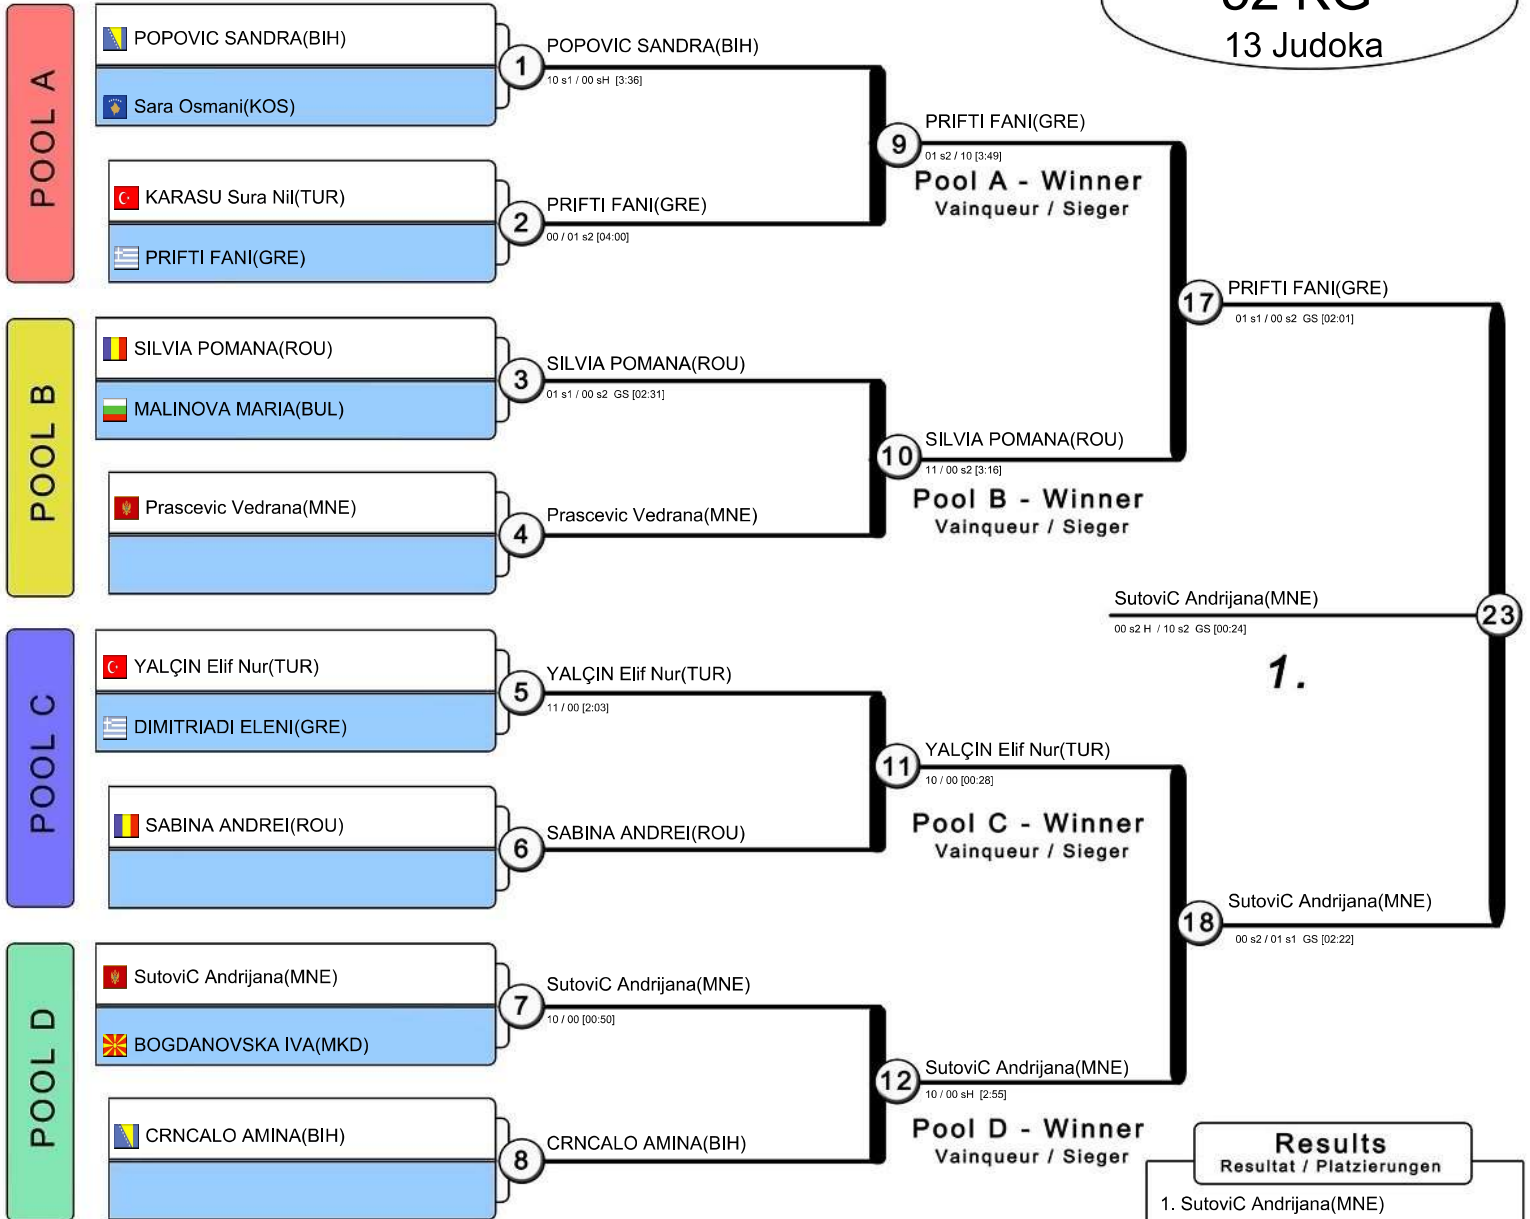 13 Judoka
POOL A
POPOVIC SANDRA(BIH)
Sara Osmani(KOS)
KARASU Sura Nil(TUR)
PRIFTI FANI(GRE)
1
POPOVIC SANDRA(BIH)
10 s1 / 00 sH [3:36]
2
PRIFTI FANI(GRE)
00 / 01 s2 [04:00]
9
PRIFTI FANI(GRE)
01 s2 / 10 [3:49]
Pool A - Winner
Vainqueur / Sieger
POOL B
SILVIA POMANA(ROU)
MALINOVA MARIA(BUL)
Prascevic Vedrana(MNE)
3
SILVIA POMANA(ROU)
01 s1 / 00 s2 GS [02:31]
4
Prascevic Vedrana(MNE)
10
SILVIA POMANA(ROU)
11 / 00 s2 [3:16]
Pool B - Winner
Vainqueur / Sieger
17
PRIFTI FANI(GRE)
01 s1 / 00 s2 GS [02:01]
SutoviC Andrijana(MNE)
23
00 s2 H / 10 s2 GS [00:24]
1.
POOL C
YALÇIN Elif Nur(TUR)
DIMITRIADI ELENI(GRE)
SABINA ANDREI(ROU)
5
YALÇIN Elif Nur(TUR)
11 / 00 [2:03]
6
SABINA ANDREI(ROU)
11
YALÇIN Elif Nur(TUR)
10 / 00 [00:28]
Pool C - Winner
Vainqueur / Sieger
18
SutoviC Andrijana(MNE)
00 s2 / 01 s1 GS [02:22]
POOL D
SutoviC Andrijana(MNE)
BOGDANOVSKA IVA(MKD)
CRNCALO AMINA(BIH)
7
SutoviC Andrijana(MNE)
10 / 00 [00:50]
8
CRNCALO AMINA(BIH)
12
SutoviC Andrijana(MNE)
10 / 00 sH [2:55]
Pool D - Winner
Vainqueur / Sieger
Results
Resultat / Platzierungen
1. SutoviC Andrijana(MNE)